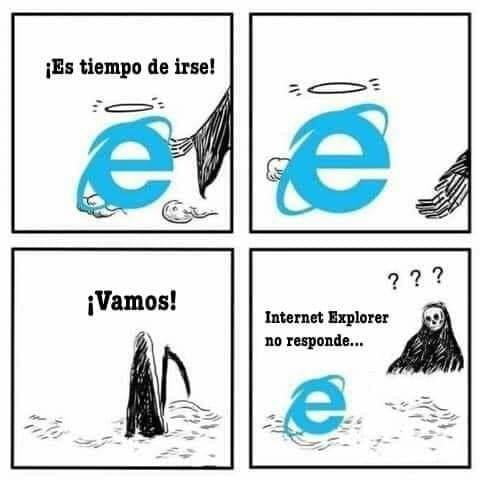 ¡Es tiempo de irse!
¡Vamos!
? ? ?
Internet Explorer
no responde...